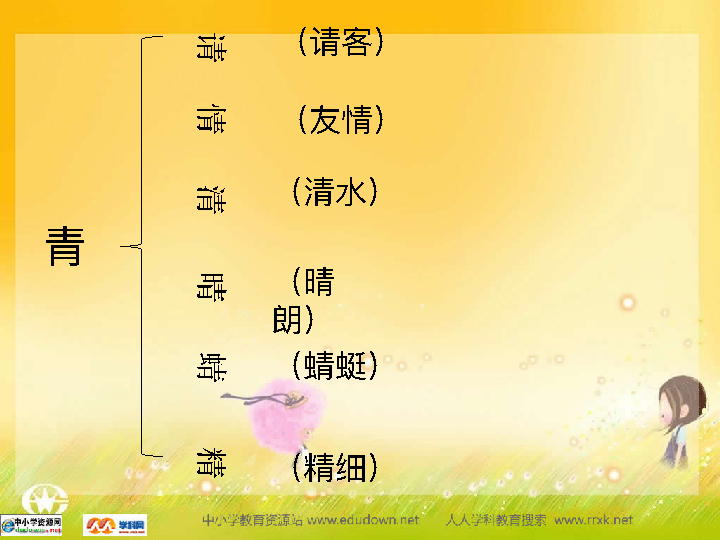 青
请 （请客）
情 （友情）
清 （清水）
晴 （晴
朗）
蜻 （蜻蜓）
精 （精细）
中小学资源网
学科网
中小学教育资源站 www.edudown.net 人人学科教育搜索 www.rrxk.net